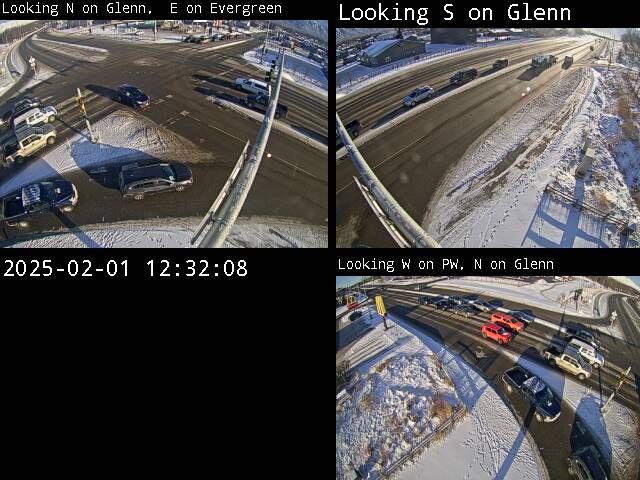 Looking N on Glenn,  E on Evergreen
Looking S on Glenn
2025-02-01 12:32:08
Looking W on PW, N on Glenn